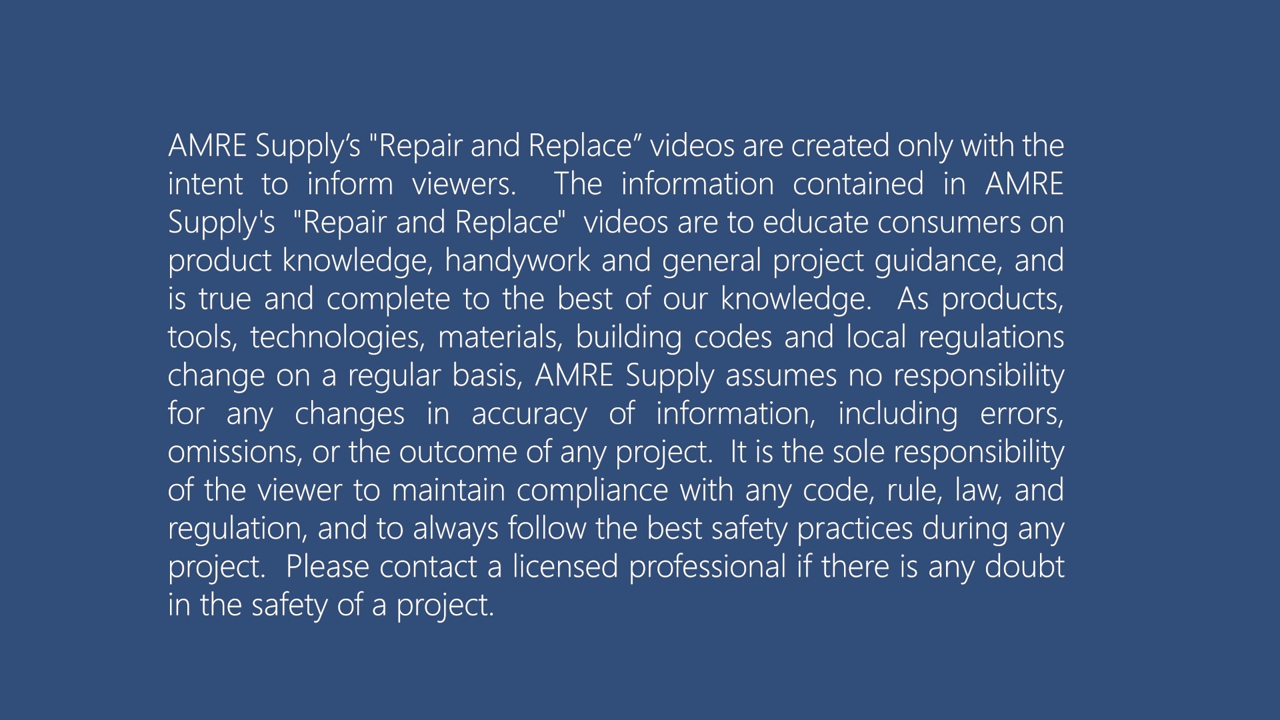 AMRE Supply’s "Repair and Replace” videos are created only with the
intent to inform viewers.  The information contained in AMRE
Supply's  "Repair and Replace"  videos are to educate consumers on
product knowledge, handywork and general project guidance, and
is true and complete to the best of our knowledge.  As products,
tools, technologies, materials, building codes and local regulations
change on a regular basis, AMRE Supply assumes no responsibility
for any changes in accuracy of information, including errors,
omissions, or the outcome of any project.  It is the sole responsibility
of the viewer to maintain compliance with any code, rule, law, and
regulation, and to always follow the best safety practices during any
project.  Please contact a licensed professional if there is any doubt
in the safety of a project.